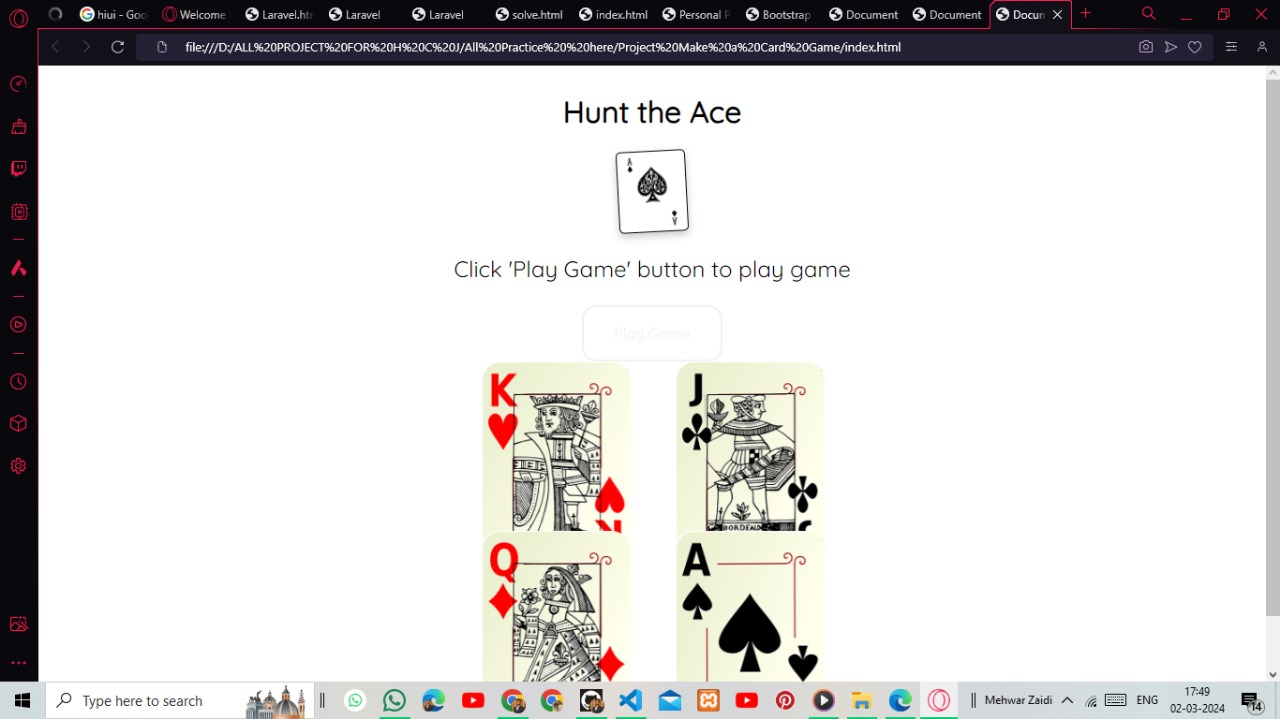 hiui - Goo
Welcome
Laravel.htr
Laravel
Laravel
solve.html
index.html
Personal P
Bootstrap
Document
Document
Docun
file:///D:/ALL%20PROJECT%20FOR%20H%20C%20J/All%20Practice%20%20here/Project%20Make%20a%20Card%20Game/index.html
Hunt the Ace
A
A
Click 'Play Game' button to play game
Play Game
K
J
BORDEAUX
Q
A
Type here to search
Mehwar Zaidi
ENG
17:49
02-03-2024
14